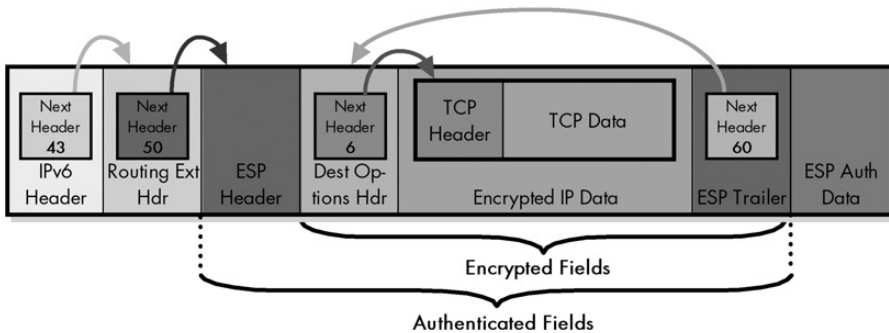 Next
Header
43
IPv6
Header
Next
Header
50
Routing Ext
Hdr
ESP
Header
Next
Header
6
Dest Op-
tions Hdr
TCP
Header
TCP Data
Encrypted IP Data
Next
Header
60
ESP Trailer
ESP Auth
Data
Encrypted Fields
Authenticated Fields